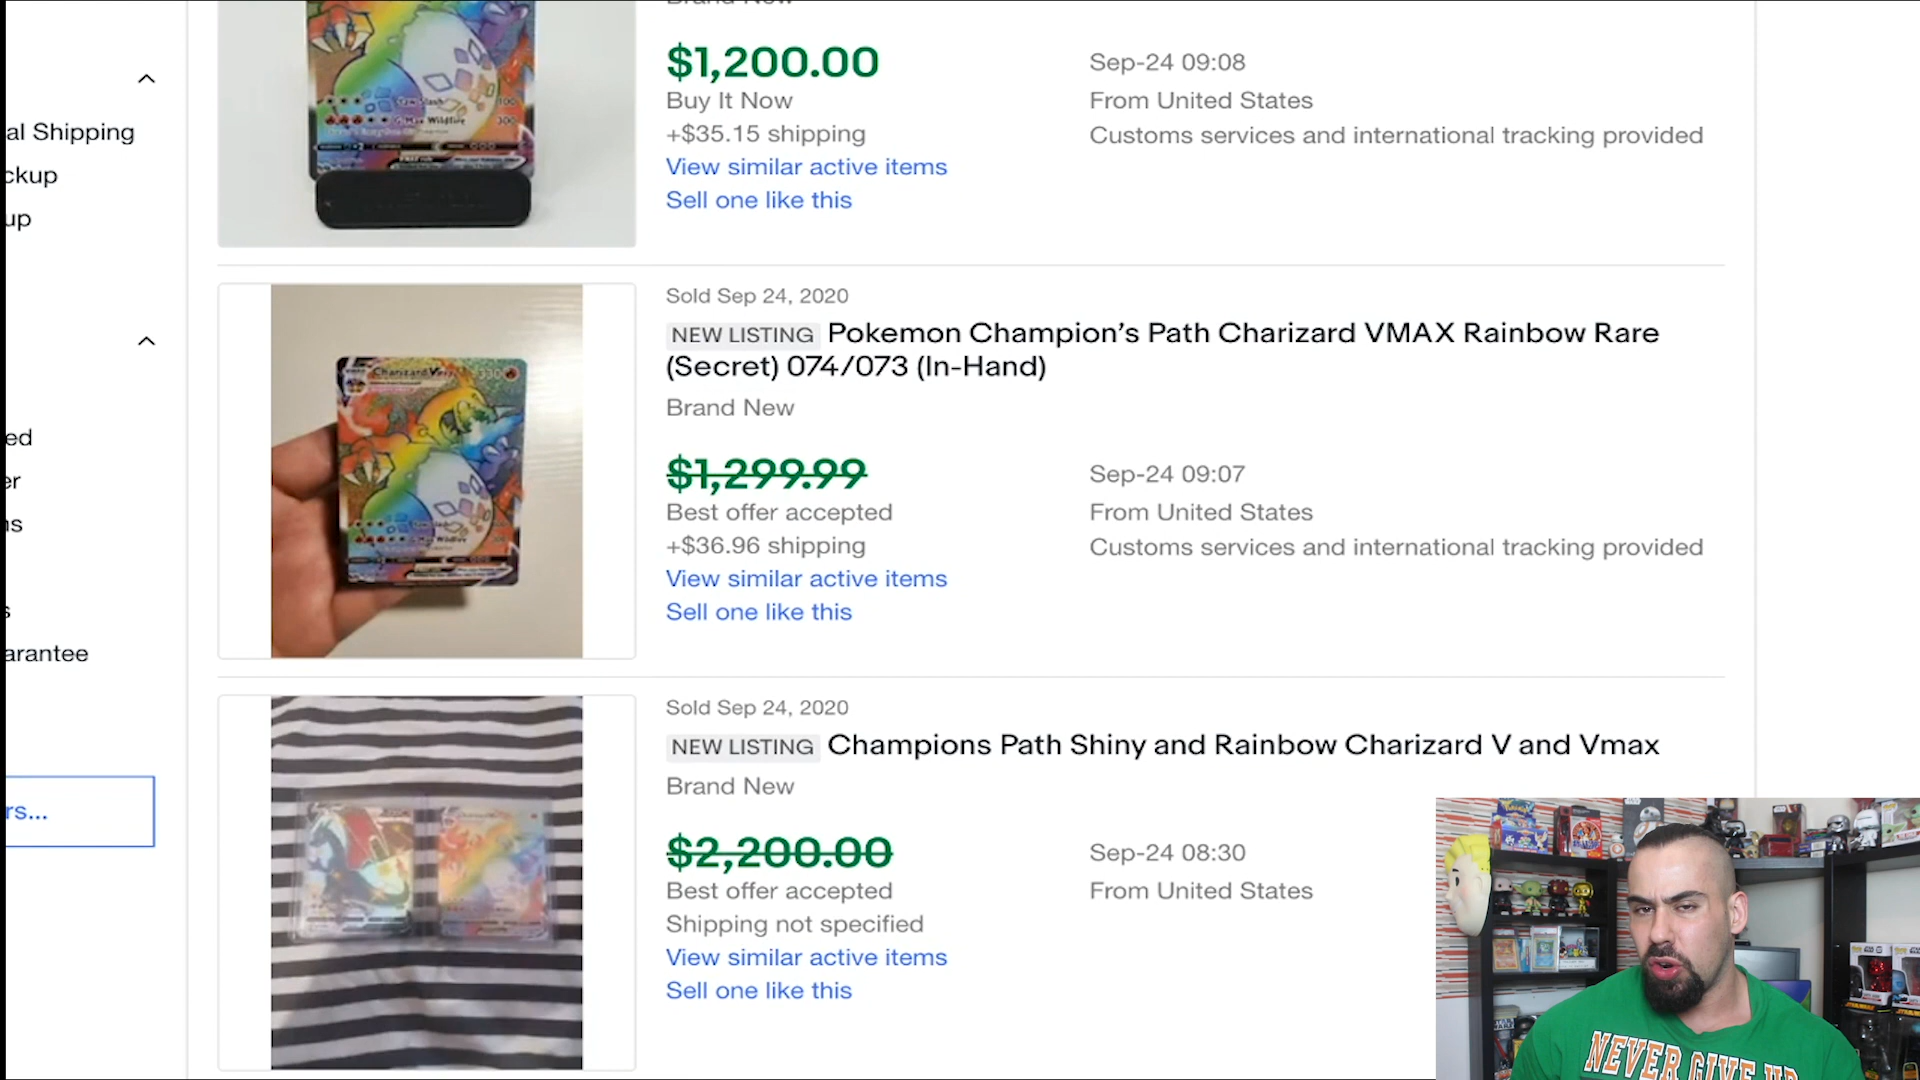 $1,200.00
Sep-24 09:08
Buy It Now
From United States
+$35.15 shipping
Customs services and international tracking provided
View similar active items
Sell one like this
al Shipping
ckup
up
G-Max Wildfire
300
Sold Sep 24, 2020
NEW LISTING Pokemon Champion's Path Charizard VMAX Rainbow Rare
(Secret) 074/073 (In-Hand)
Brand New
$1,299.99
Sep-24 09:07
Best offer accepted
From United States
+$36.96 shipping
Customs services and international tracking provided
View similar active items
Sell one like this
Charizard
330
ed
er
ns
s
arantee
rs...
Sold Sep 24, 2020
NEW LISTING Champions Path Shiny and Rainbow Charizard V and Vmax
Brand New
$2,200.00
Sep-24 08:30
Best offer accepted
From United States
Shipping not specified
View similar active items
Sell one like this
NEVER GIVE UP